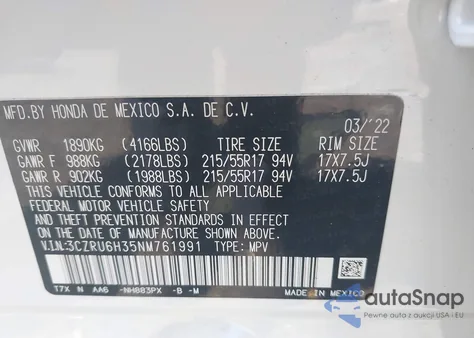 MFD.BY HONDA DE MEXICO S.A. DE C.V.
03/'22
GVWR 1890KG (4166LBS) TIRE SIZE RIM SIZE
GAWR F 988KG (2178LBS) 215/55R17 94V 17X7.5J
GAWR R 902KG (1988LBS) 215/55R17 94V 17X7.5J
THIS VEHICLE CONFORMS TO ALL APPLICABLE
FEDERAL MOTOR VEHICLE SAFETY
AND THEFT PREVENTION STANDARDS IN EFFECT ON
THE DATE OF MANUFACTURE SHOWN ABOVE.
V.I.N:3CZRU6H35NM761991 TYPE: MPV
T7X N AA6 -NH883PX -B -M MADE IN MEXICO
autoSnap
Pewne auta z aukcji USA i EU